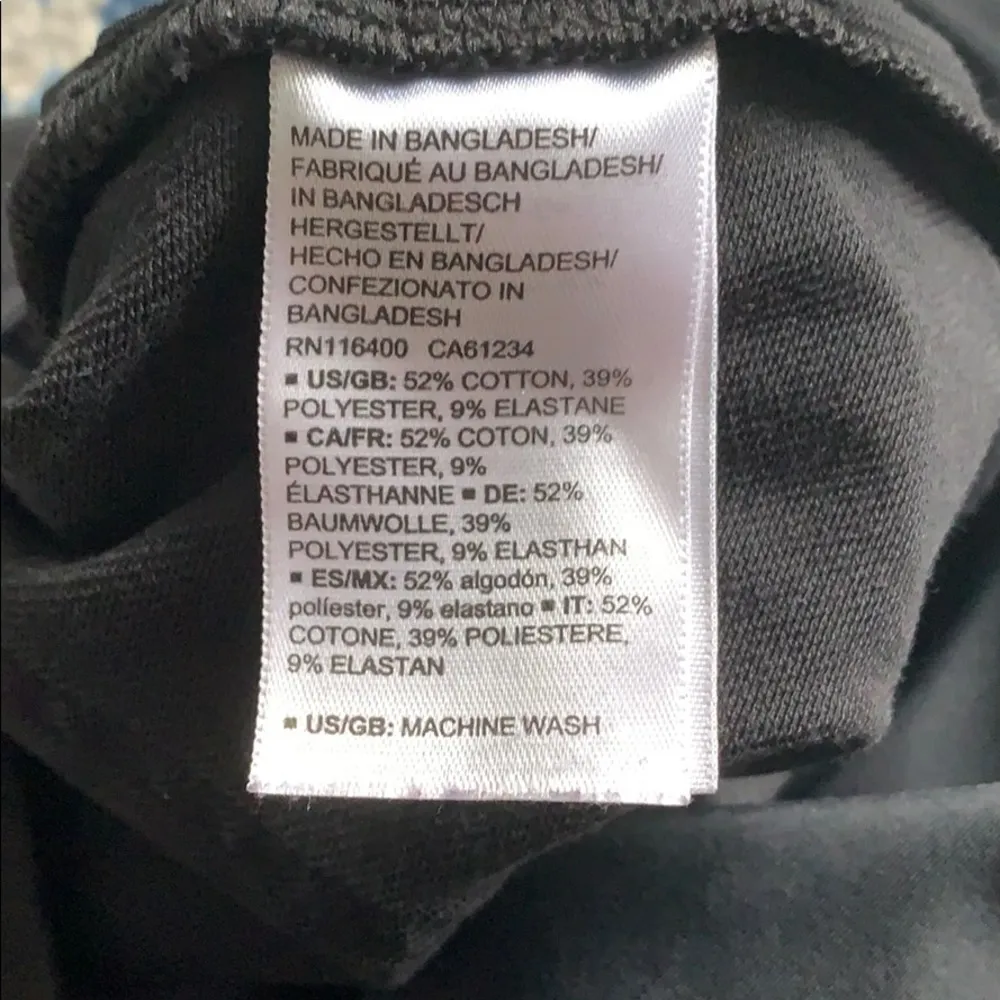 MADE IN BANGLADESH/
FABRIQUÉ AU BANGLADESH/
IN BANGLADESCH
HERGESTELLT/
HECHO EN BANGLADESH/
CONFEZIONATO IN
BANGLADESH
RN116400 CA61234
▪ US/GB: 52% COTTON, 39%
POLYESTER, 9% ELASTANE
▪ CA/FR: 52% COTON, 39%
POLYESTER, 9%
ÉLASTHANNE ▪ DE: 52%
BAUMWOLLE, 39%
POLYESTER, 9% ELASTHAN
▪ ES/MX: 52% algodón, 39%
políester, 9% elastano ▪ IT: 52%
COTONE, 39% POLIESTERE,
9% ELASTAN
▪ US/GB: MACHINE WASH